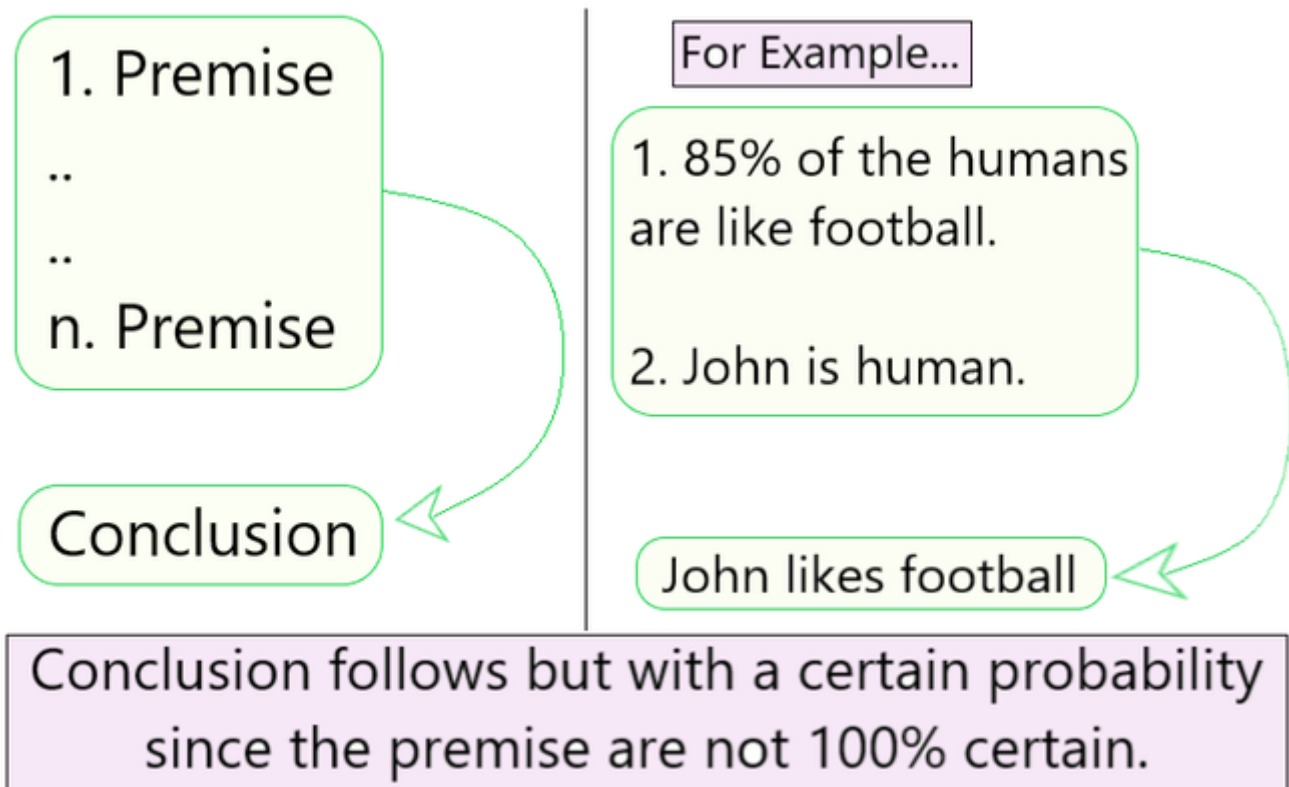 1. Premise
..
..
n. Premise
Conclusion
For Example...
1. 85% of the humans
are like football.
2. John is human.
John likes football
Conclusion follows but with a certain probability
since the premise are not 100% certain.